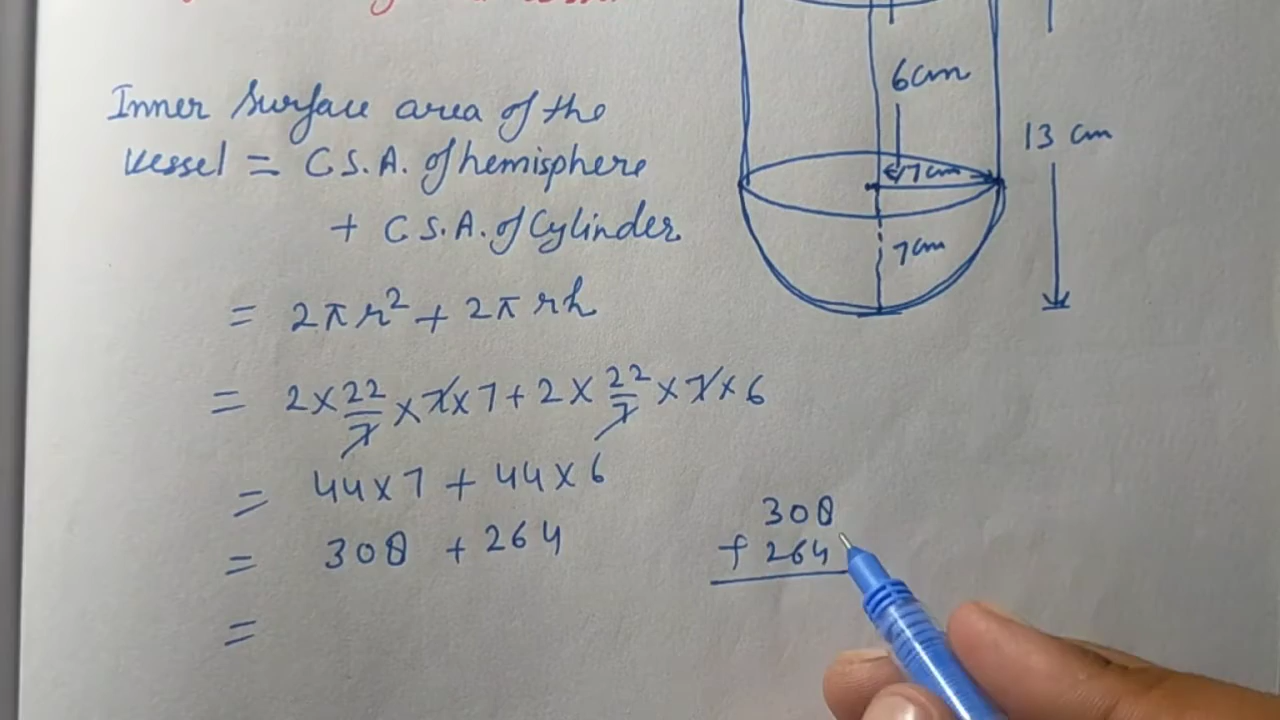 Inner Surface area of the
vessel = C.S.A. of hemisphere
+ C.S.A. of Cylinder
= 2πr² + 2πrh
= 2 × 22/7 × 7 × 7 + 2 × 22/7 × 7 × 6
= 44 × 7 + 44 × 6
= 308 + 264
=
308
+ 264
6cm
7cm
7cm
13 cm